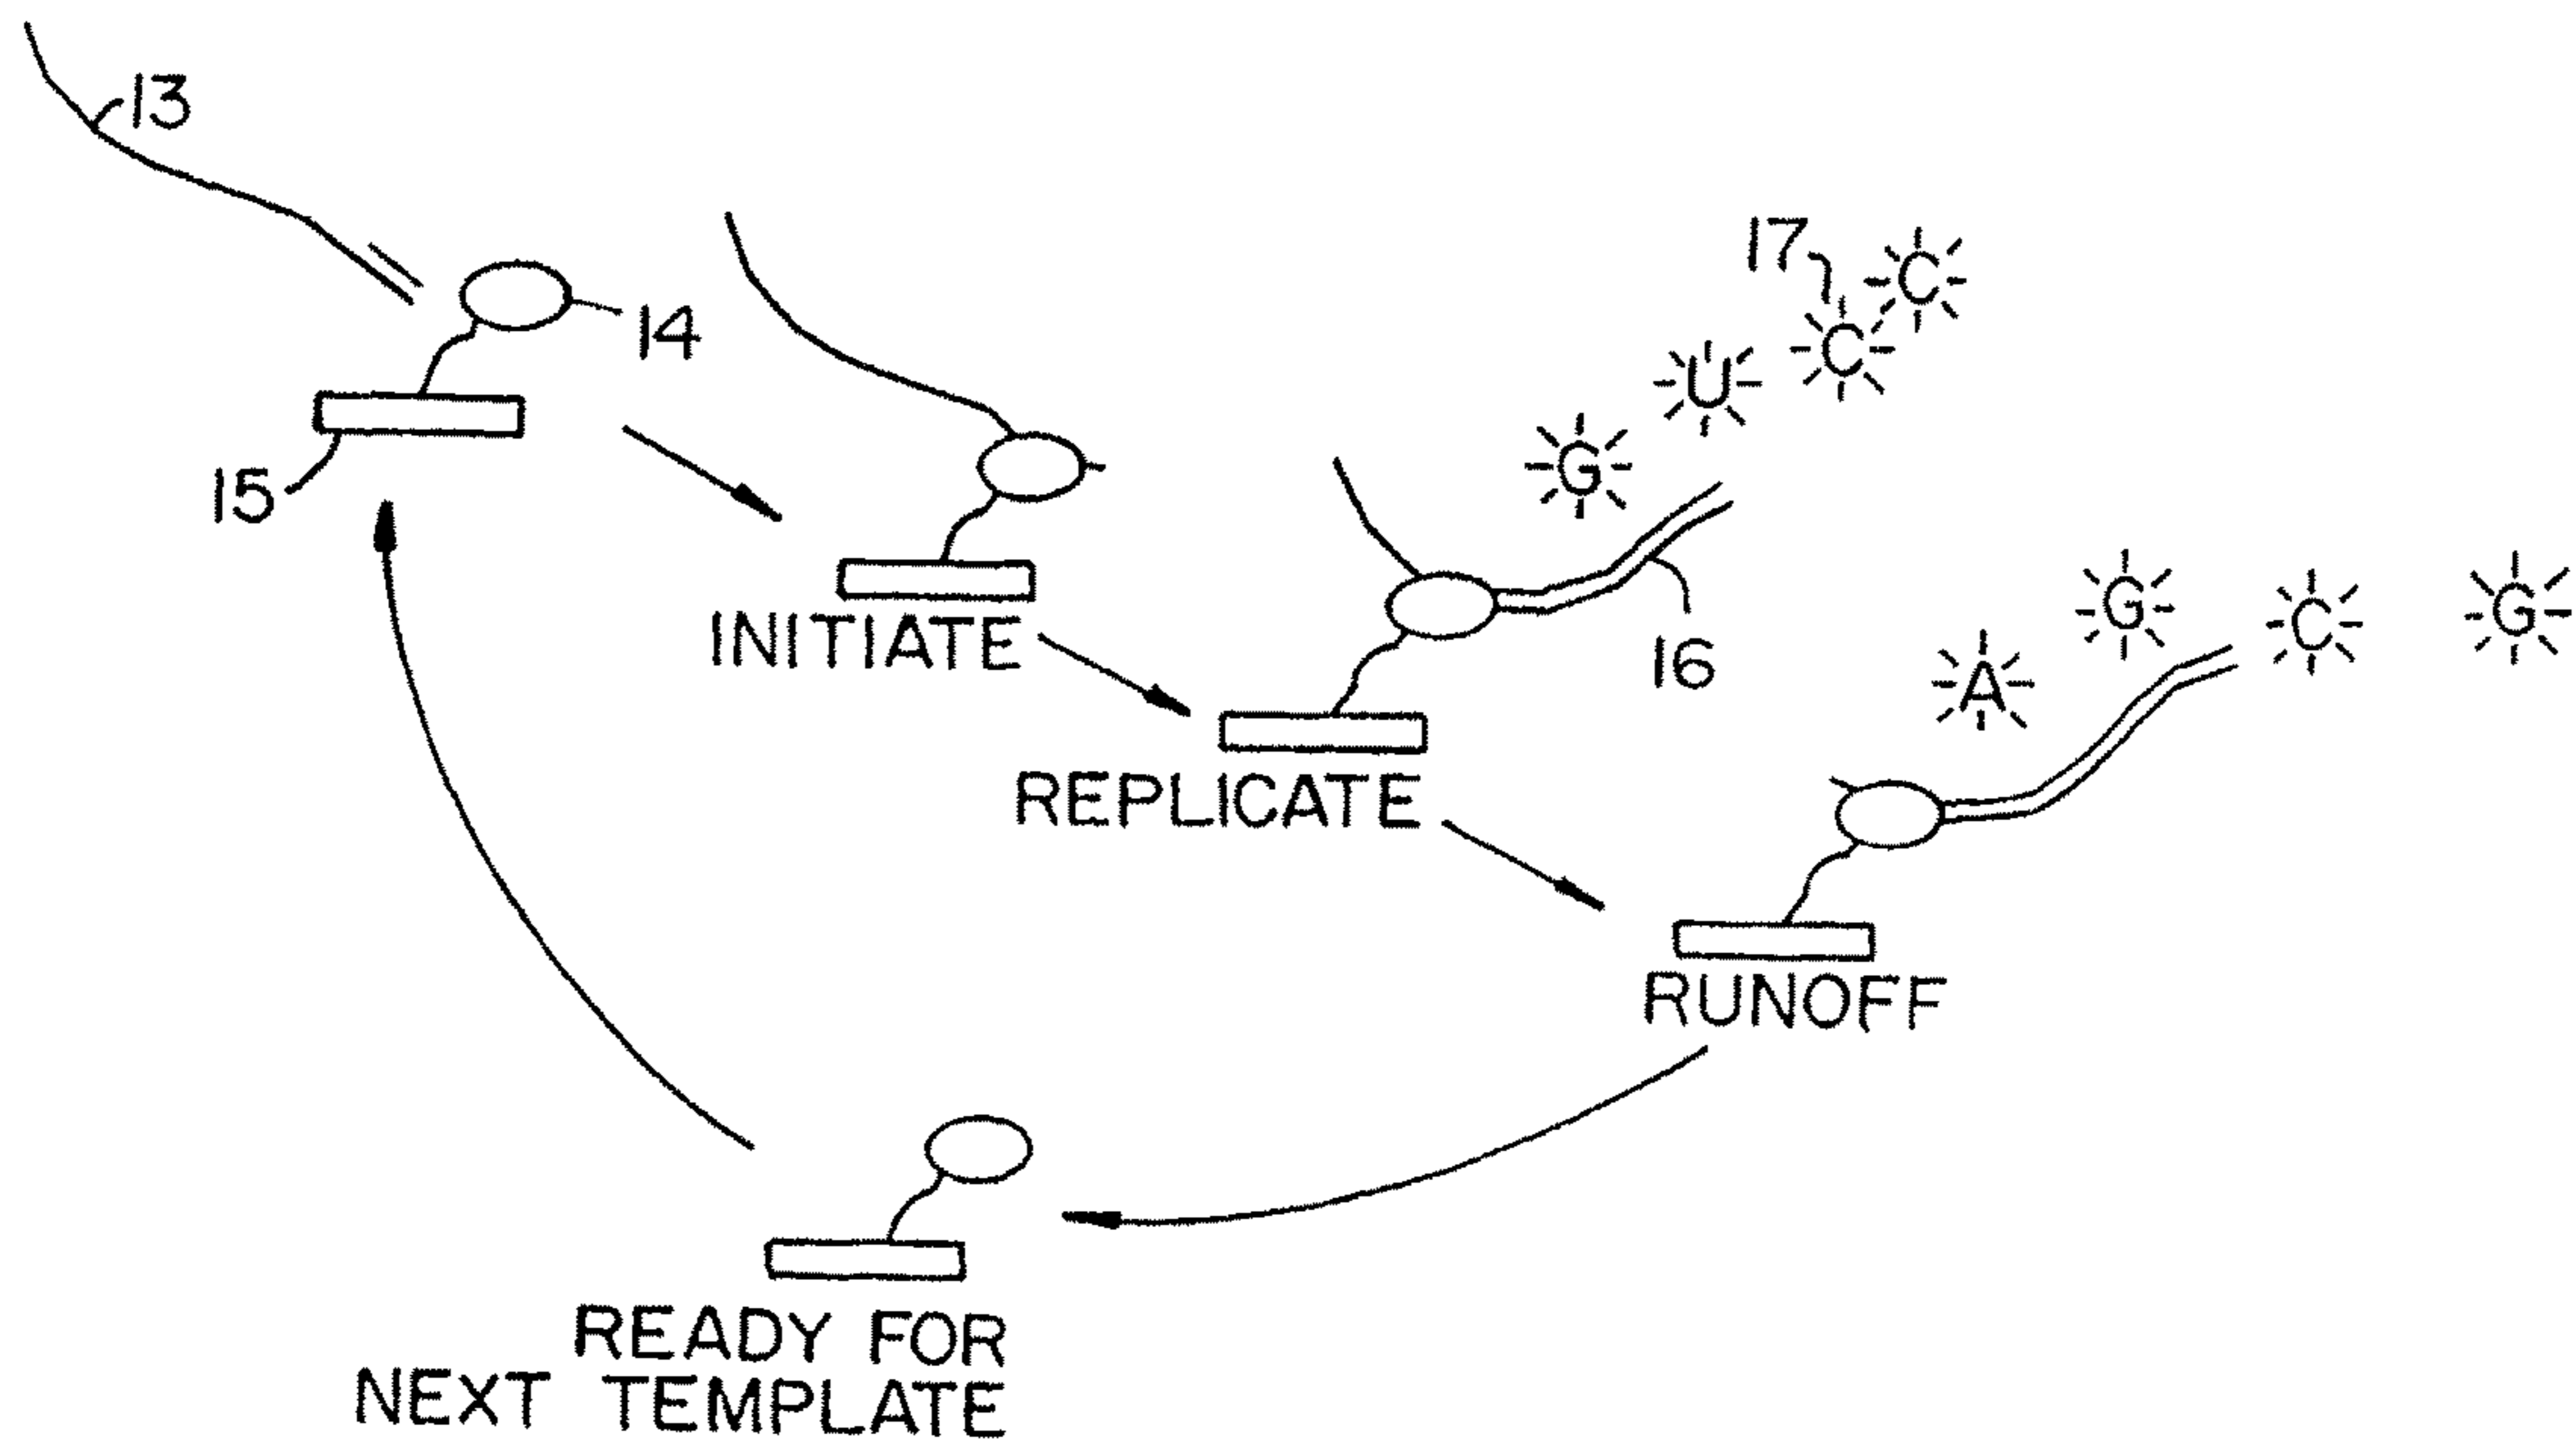 13
14
15
INITIATE
17
C
C
U
G
REPLICATE
16
G
C
G
A
RUNOFF
READY FOR
NEXT TEMPLATE